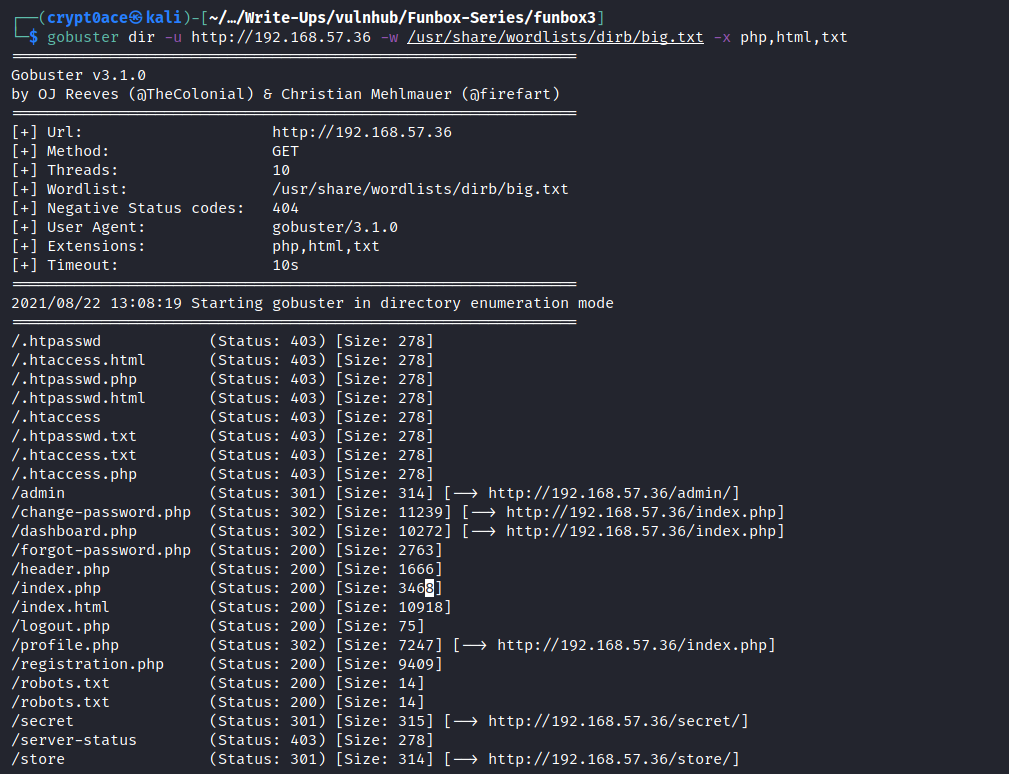 ┌──(crypt0ace㉿kali)-[~/…/Write-Ups/vulnhub/Funbox-Series/funbox3]
└─$ gobuster dir -u http://192.168.57.36 -w /usr/share/wordlists/dirb/big.txt -x php,html,txt
===============================================================
Gobuster v3.1.0
by OJ Reeves (@TheColonial) & Christian Mehlmauer (@firefart)
===============================================================
[+] Url:                     http://192.168.57.36
[+] Method:                  GET
[+] Threads:                 10
[+] Wordlist:                /usr/share/wordlists/dirb/big.txt
[+] Negative Status codes:   404
[+] User Agent:              gobuster/3.1.0
[+] Extensions:              php,html,txt
[+] Timeout:                 10s
===============================================================
2021/08/22 13:08:19 Starting gobuster in directory enumeration mode
===============================================================
/.htpasswd            (Status: 403) [Size: 278]
/.htaccess.html       (Status: 403) [Size: 278]
/.htpasswd.php        (Status: 403) [Size: 278]
/.htpasswd.html       (Status: 403) [Size: 278]
/.htaccess            (Status: 403) [Size: 278]
/.htpasswd.txt        (Status: 403) [Size: 278]
/.htaccess.txt        (Status: 403) [Size: 278]
/.htaccess.php        (Status: 403) [Size: 278]
/admin                (Status: 301) [Size: 314] [--> http://192.168.57.36/admin/]
/change-password.php  (Status: 302) [Size: 11239] [--> http://192.168.57.36/index.php]
/dashboard.php        (Status: 302) [Size: 10272] [--> http://192.168.57.36/index.php]
/forgot-password.php  (Status: 200) [Size: 2763]
/header.php           (Status: 200) [Size: 1666]
/index.php            (Status: 200) [Size: 3468]
/index.html           (Status: 200) [Size: 10918]
/logout.php           (Status: 200) [Size: 75]
/profile.php          (Status: 302) [Size: 7247] [--> http://192.168.57.36/index.php]
/registration.php     (Status: 200) [Size: 9409]
/robots.txt           (Status: 200) [Size: 14]
/robots.txt           (Status: 200) [Size: 14]
/secret               (Status: 301) [Size: 315] [--> http://192.168.57.36/secret/]
/server-status        (Status: 403) [Size: 278]
/store                (Status: 301) [Size: 314] [--> http://192.168.57.36/store/]